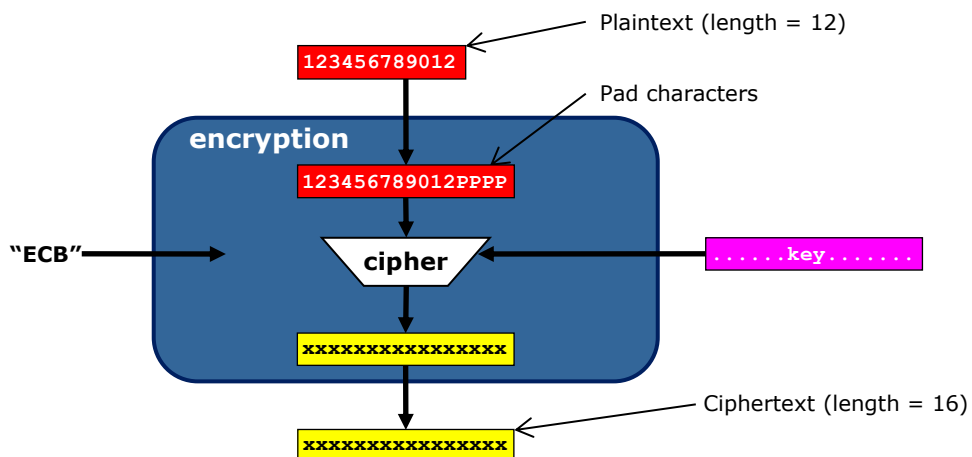 Plaintext (length = 12)
123456789012
Pad characters
encryption
123456789012PPPP
“ECB”
cipher
......key.......
xxxxxxxxxxxxxxxx
Ciphertext (length = 16)
xxxxxxxxxxxxxxxx